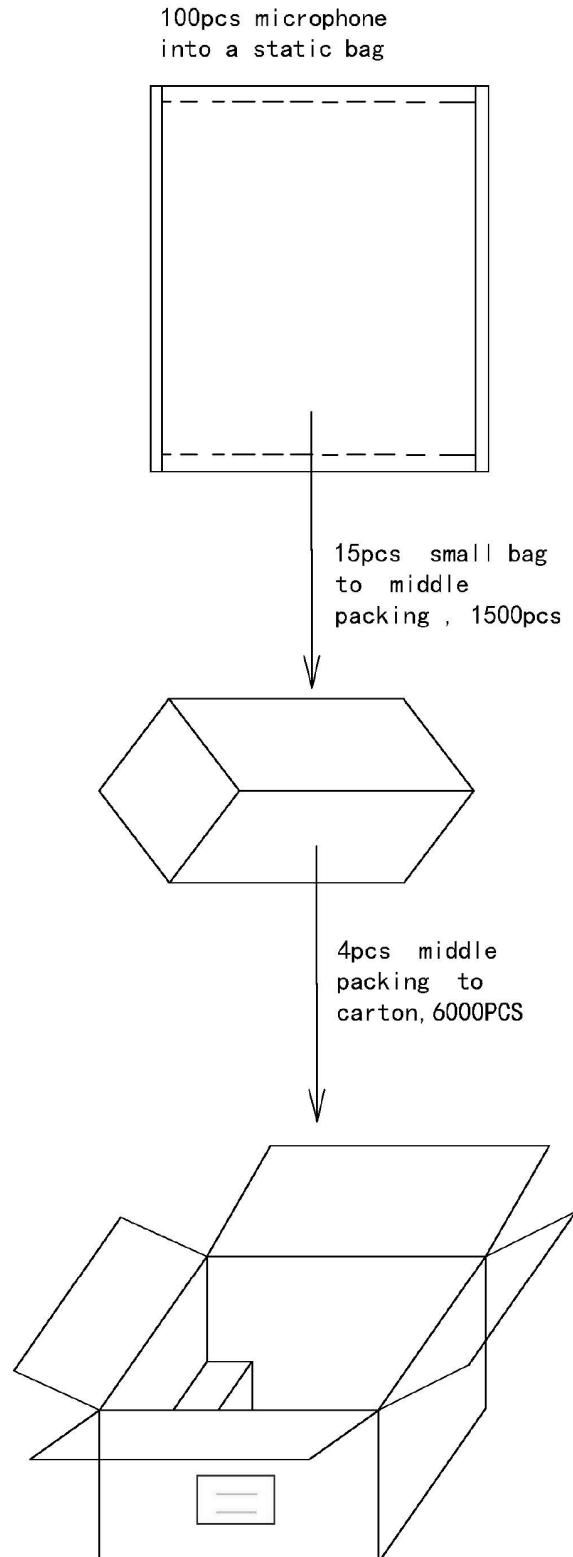 100pcs microphone
into a static bag
15pcs small bag
to middle
packing , 1500pcs
4pcs middle
packing to
carton,6000PCS